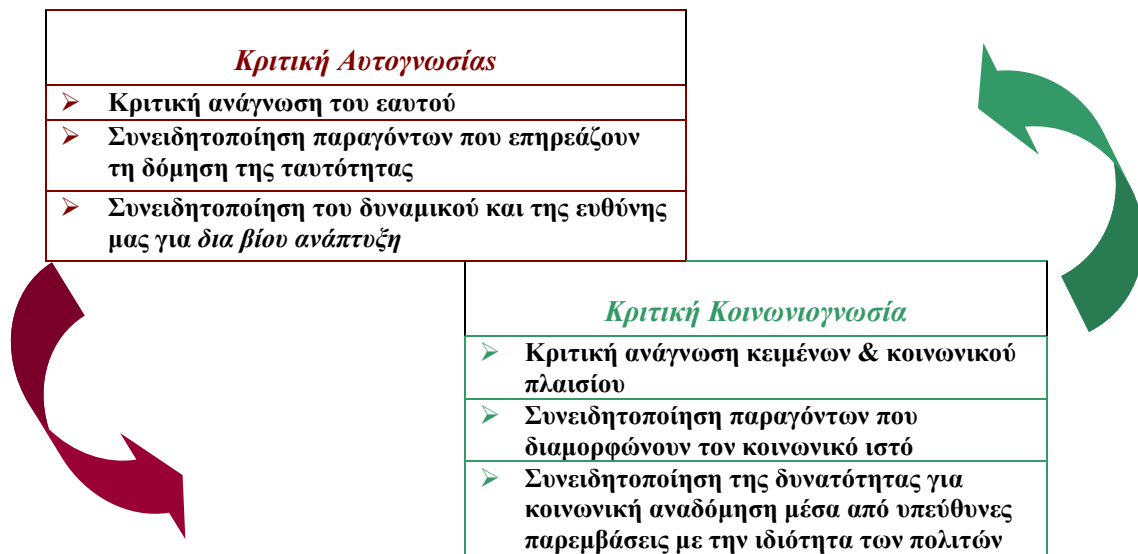 Κριτική Αυτογνωσίας
➢ Κριτική ανάγνωση του εαυτού
➢ Συνειδητοποίηση παραγόντων που επηρεάζουν
τη δόμηση της ταυτότητας
➢ Συνειδητοποίηση του δυναμικού και της ευθύνης
μας για δια βίου ανάπτυξη
Κριτική Κοινωνιογνωσία
➢ Κριτική ανάγνωση κειμένων & κοινωνικού
πλαισίου
➢ Συνειδητοποίηση παραγόντων που
διαμορφώνουν τον κοινωνικό ιστό
➢ Συνειδητοποίηση της δυνατότητας για
κοινωνική αναδόμηση μέσα από υπεύθυνες
παρεμβάσεις με την ιδιότητα των πολιτών